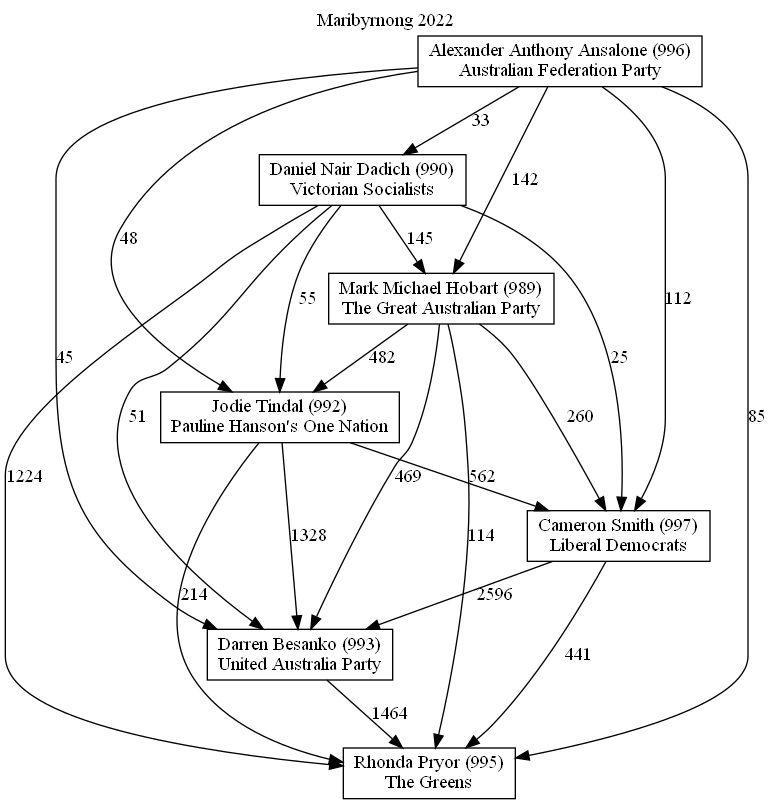 Maribyrnong 2022
Alexander Anthony Ansalone (996)
Australian Federation Party
33
Daniel Nair Dadich (990)
Victorian Socialists
142
48
145
Mark Michael Hobart (989)
The Great Australian Party
55
112
45
482
25
85
Jodie Tindal (992)
Pauline Hanson's One Nation
51
260
1224
469
562
Cameron Smith (997)
Liberal Democrats
1328
114
214
2596
Darren Besanko (993)
United Australia Party
441
1464
Rhonda Pryor (995)
The Greens